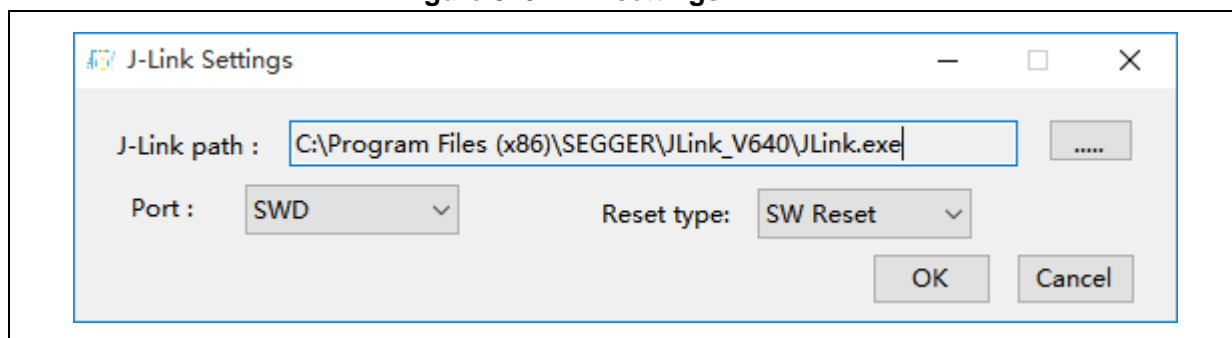 J-Link Settings
J-Link path : C:\Program Files (x86)\SEGGER\JLink_V640\JLink.exe .....
Port : SWD Reset type: SW Reset
OK Cancel